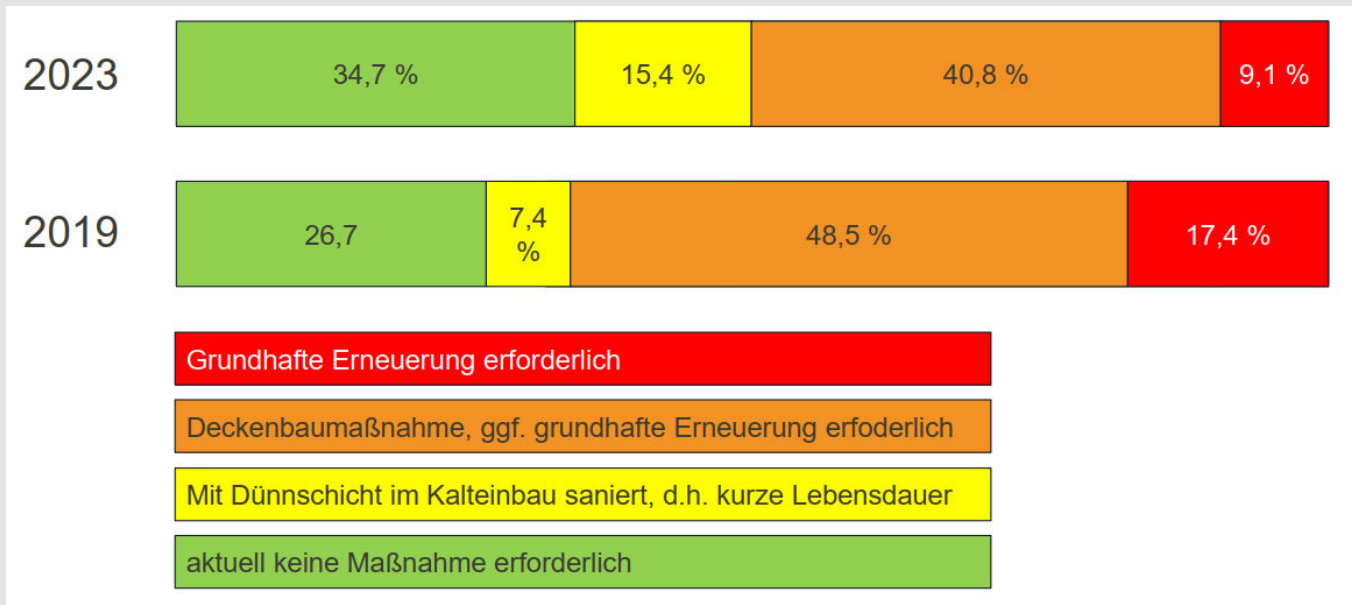 2023
34,7 %
15,4 %
40,8 %
9,1 %
2019
26,7
7,4
%
48,5 %
17,4 %
Grundhafte Erneuerung erforderlich
Deckenbaumaßnahme, ggf. grundhafte Erneuerung erfoderlich
Mit Dünnschicht im Kalteinbau saniert, d.h. kurze Lebensdauer
aktuell keine Maßnahme erforderlich